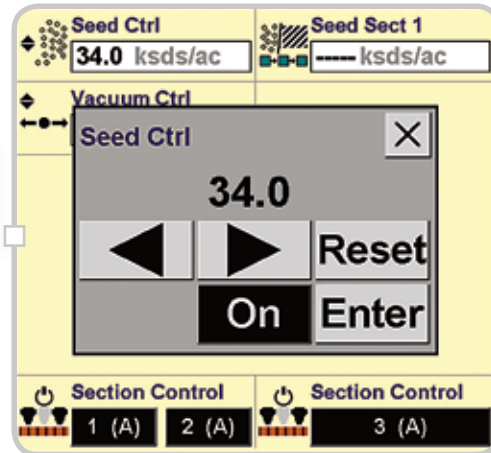 Seed Ctrl
34.0 ksds/ac
Seed Sect 1
----- ksds/ac
Vacuum Ctrl
Seed Ctrl
34.0
Reset
On
Enter
Section Control
1 (A)
2 (A)
Section Control
3 (A)